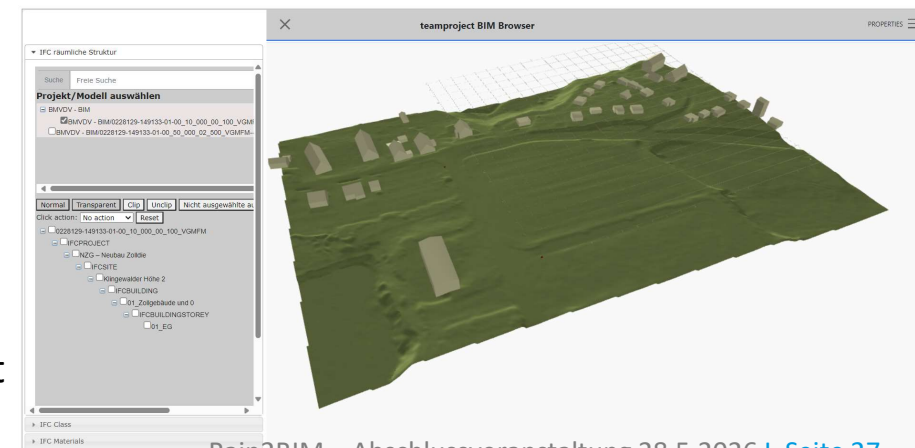 teamproject BIM Browser
PROPERTIES
IFC räumliche Struktur
Suche Freie Suche
Projekt/Modell auswählen
BMVDV - BIM
BMVDV - BIM/0228129-149133-01-00_10_000_00_100_VGMF
BMVDV - BIM/0228129-149133-01-00_50_000_02_500_VGMFM-
Normal Transparent Clip Unclip Nicht ausgewählte au
Click action: No action Reset
0228129-149133-01-00_10_000_00_100_VGMFM
IFCPROJECT
NZG – Neubau Zolldie
IFCSITE
Klingewalder Höhe 2
IFCBUILDING
01_Zollgebäude und 0
IFCBUILDINGSTOREY
01_EG
t
IFC Class
IFC Materials
Abschlussveranstaltung 28.5.2026 | Seite 27